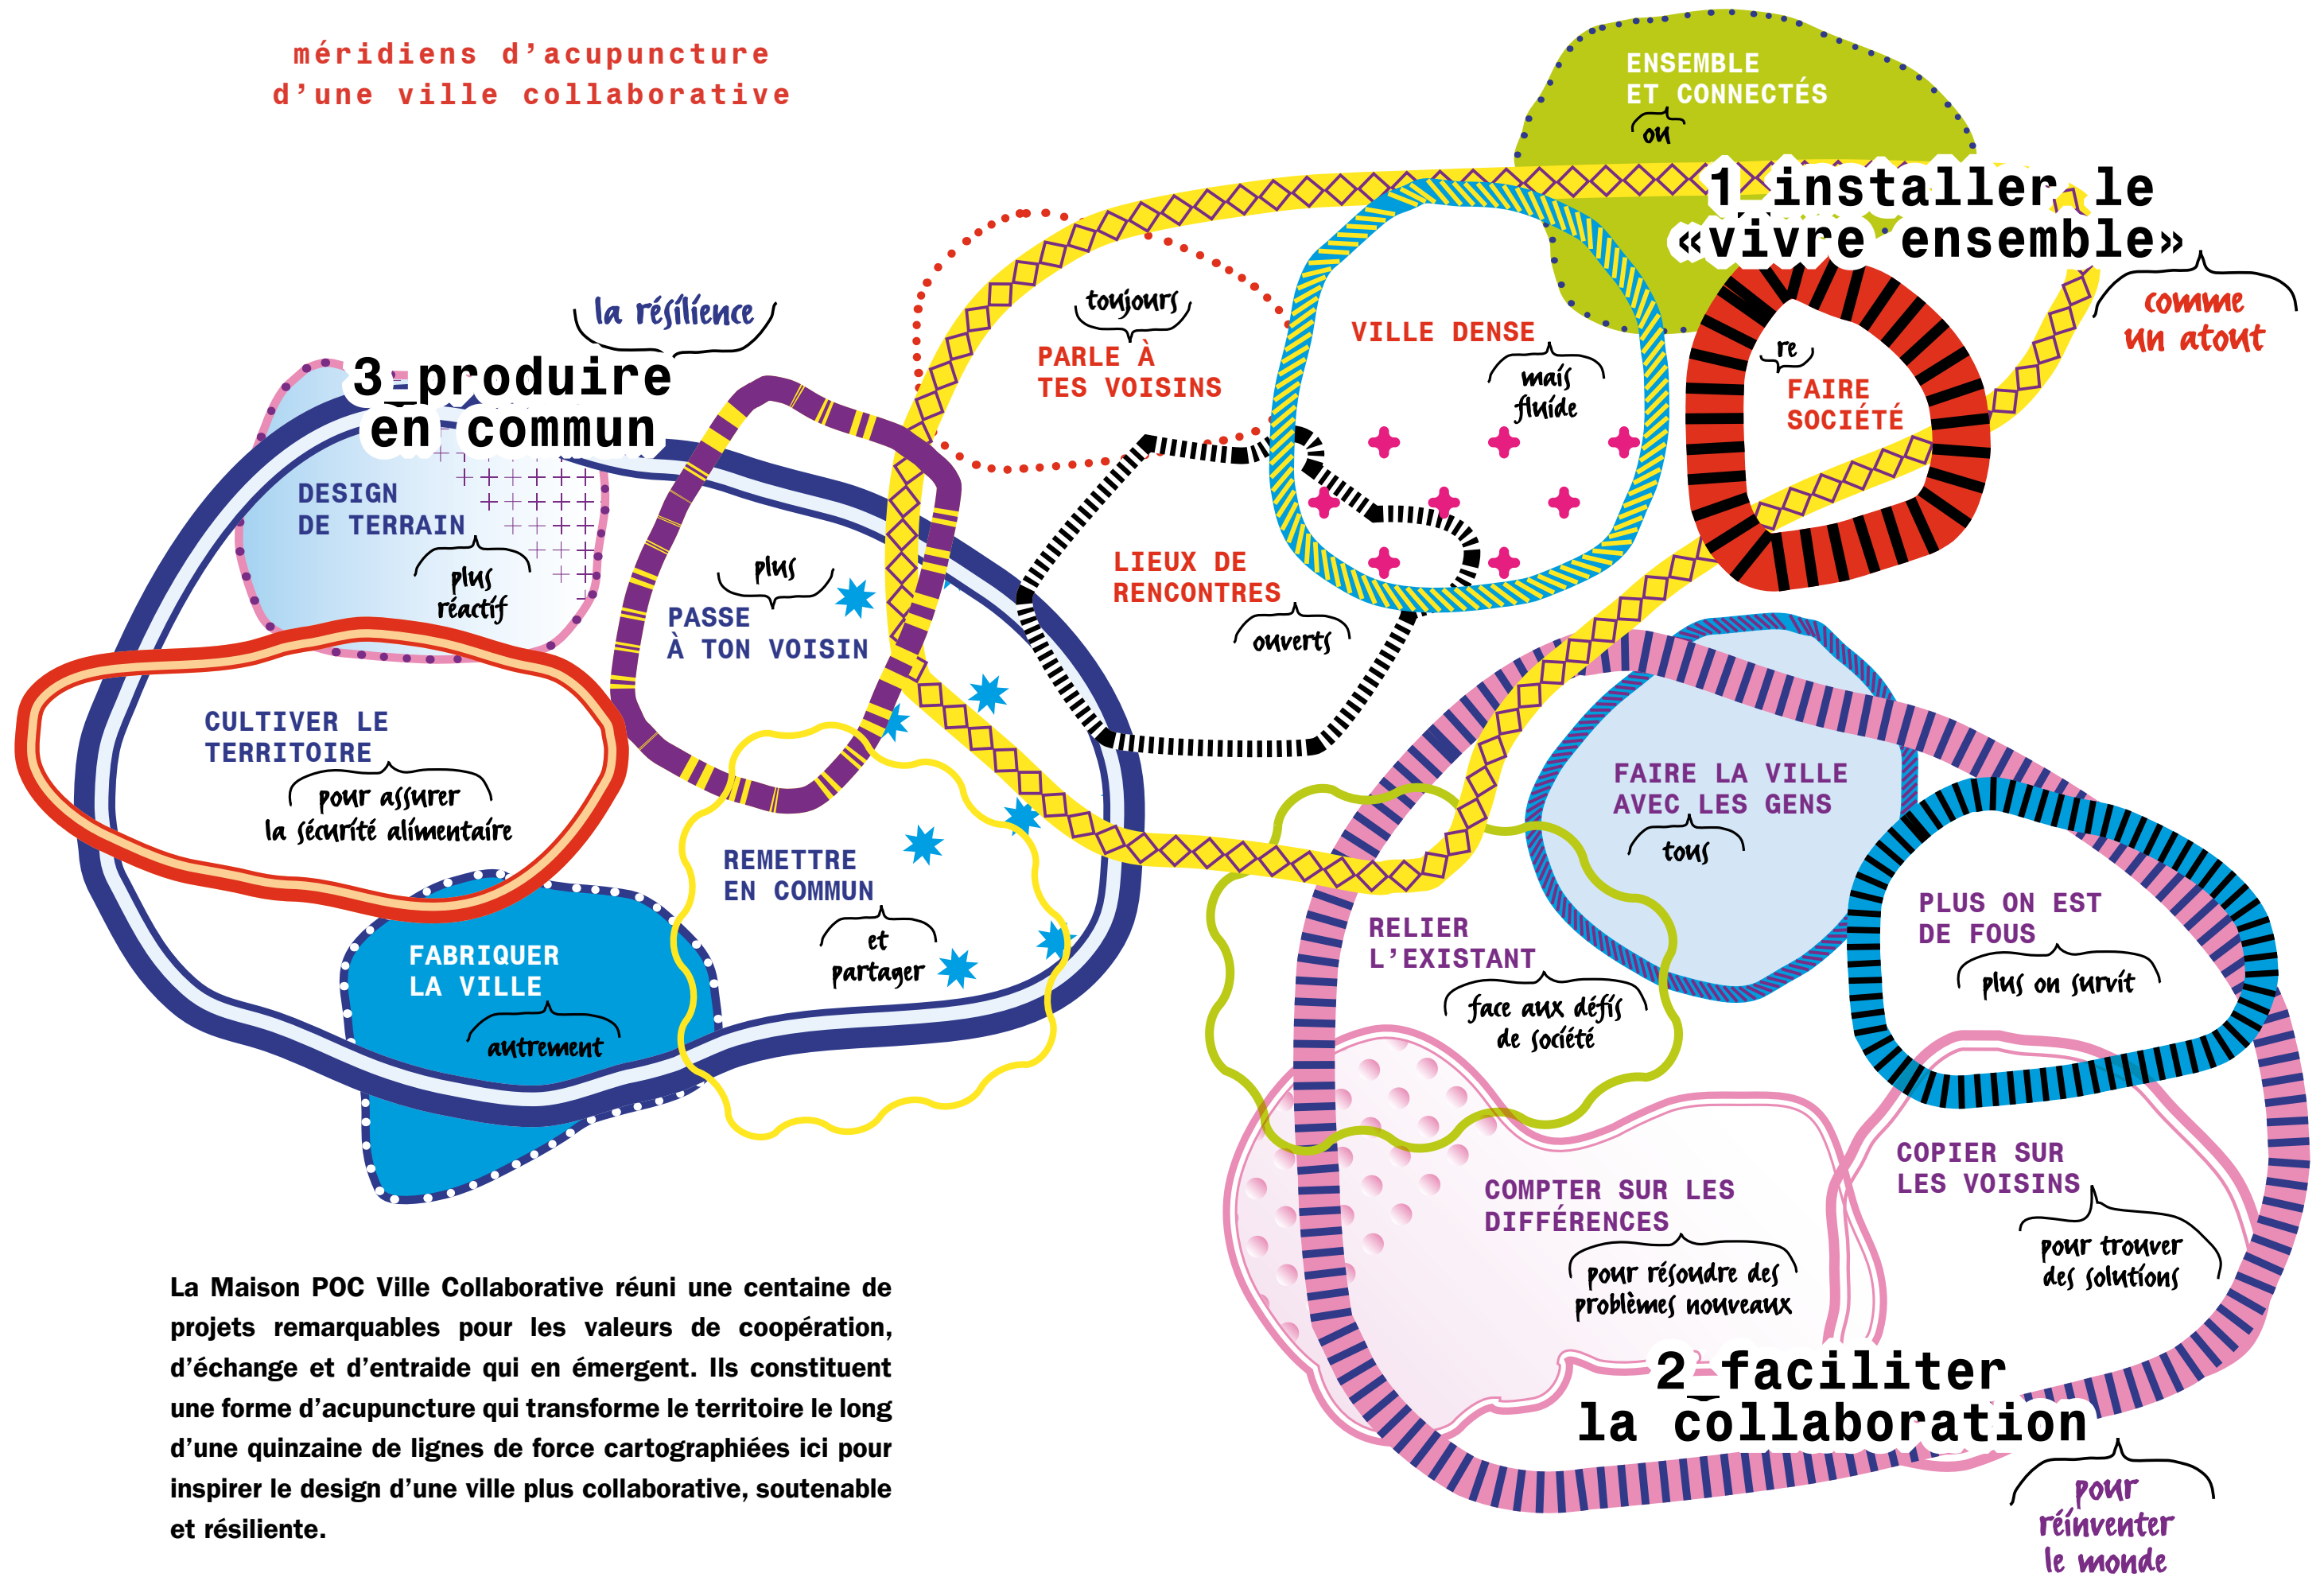 méridiens d’acupuncture
d’une ville collaborative
ENSEMBLE
ET CONNECTÉS
ou
1 installer le
«vivre ensemble»
comme
un atout
toujours
PARLE À
TES VOISINS
VILLE DENSE
mais
fluide
re
FAIRE
SOCIÉTÉ
LIEUX DE
RENCONTRES
ouverts
la résilience
3 produire
en commun
DESIGN
DE TERRAIN
plus
réactif
plus
PASSE
À TON VOISIN
CULTIVER LE
TERRITOIRE
pour assurer
la sécurité alimentaire
REMETTRE
EN COMMUN
et
partager
FABRIQUER
LA VILLE
autrement
FAIRE LA VILLE
AVEC LES GENS
tous
PLUS ON EST
DE FOUS
plus on survit
RELIER
L’EXISTANT
face aux défis
de société
COPIER SUR
LES VOISINS
pour trouver
des solutions
COMPTER SUR LES
DIFFÉRENCES
pour résoudre des
problèmes nouveaux
2 faciliter
la collaboration
pour
réinventer
le monde
La Maison POC Ville Collaborative réuni une centaine de
projets remarquables pour les valeurs de coopération,
d’échange et d’entraide qui en émergent. Ils constituent
une forme d’acupuncture qui transforme le territoire le long
d’une quinzaine de lignes de force cartographiées ici pour
inspirer le design d’une ville plus collaborative, soutenable
et résiliente.